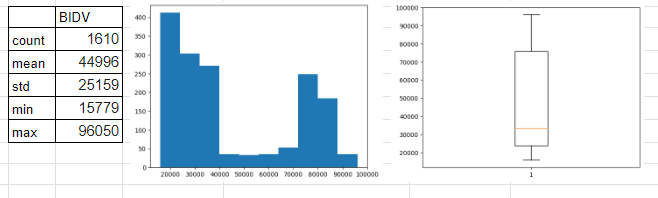 BIDV
count 1610
mean 44996
std 25159
min 15779
max 96050
400
350
300
250
200
150
100
50
0
20000 30000 40000 50000 60000 70000 80000 90000 100000
100000
90000
80000
70000
60000
50000
40000
30000
20000
1